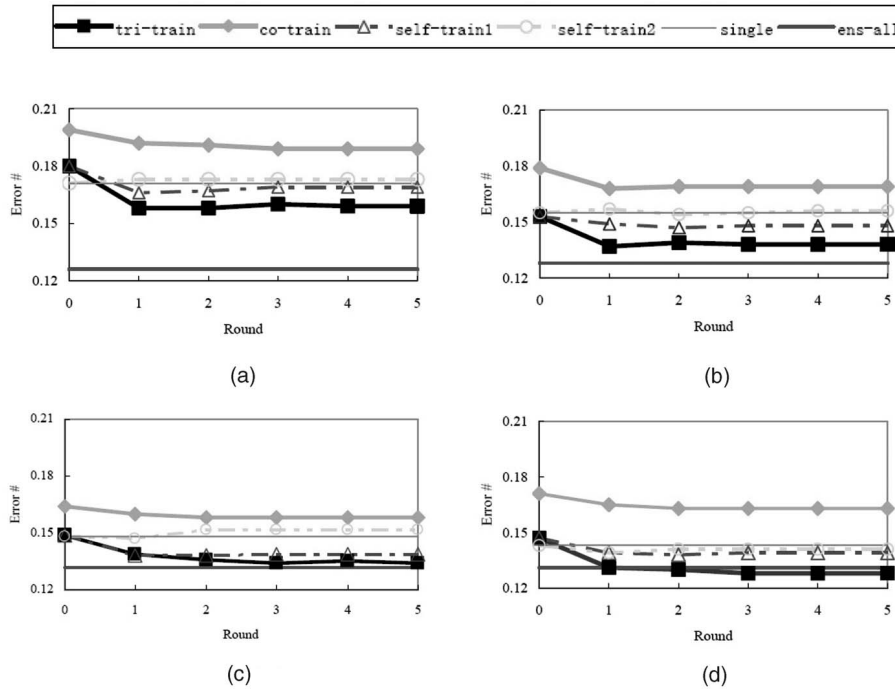 tri-train co-train self-train1 self-train2 single ens-all
0.21
0.18
0.15
0.12
Error #
0 1 2 3 4 5
Round
(a)
0.21
0.18
0.15
0.12
Error #
0 1 2 3 4 5
Round
(b)
0.21
0.18
0.15
0.12
Error #
0 1 2 3 4 5
Round
(c)
0.21
0.18
0.15
0.12
Error #
0 1 2 3 4 5
Round
(d)